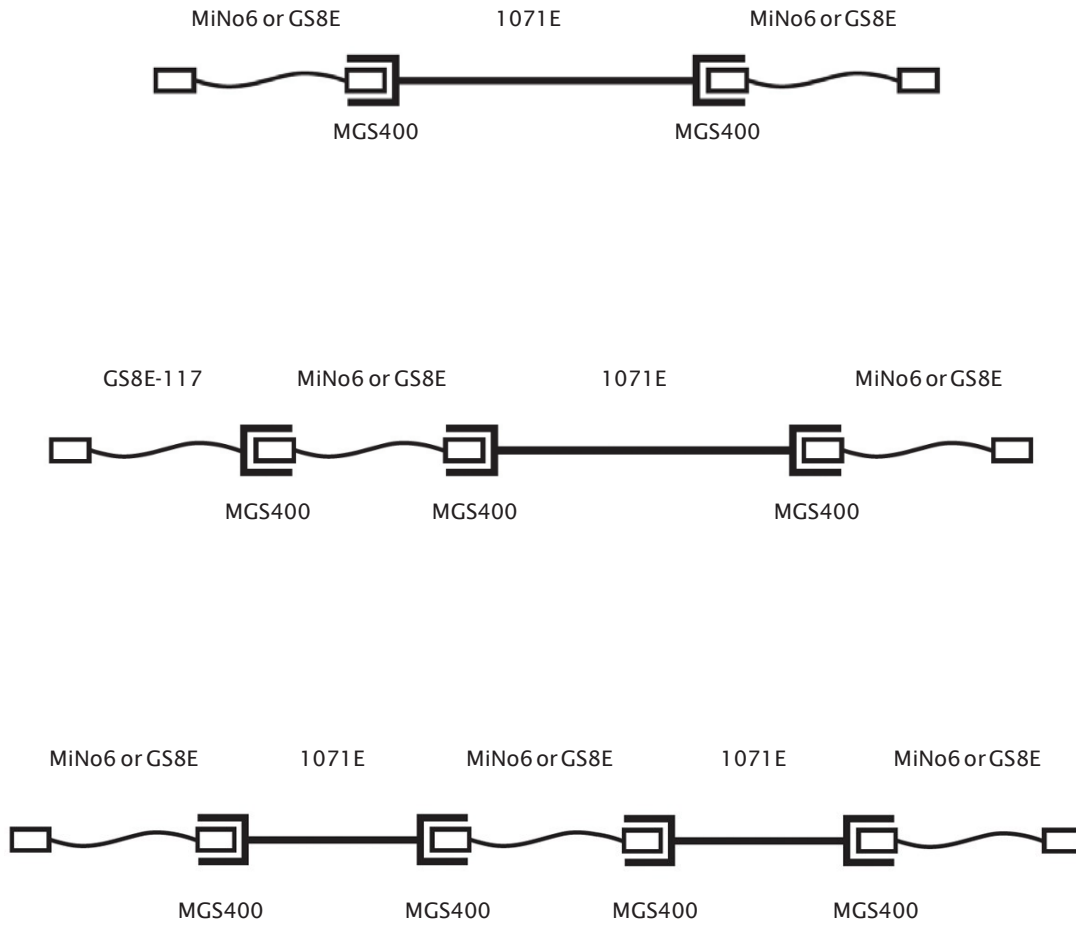 MiNo6 or GS8E 1071E MiNo6 or GS8E
MGS400 MGS400
GS8E-117 MiNo6 or GS8E 1071E MiNo6 or GS8E
MGS400 MGS400 MGS400
MiNo6 or GS8E 1071E MiNo6 or GS8E 1071E MiNo6 or GS8E
MGS400 MGS400 MGS400 MGS400